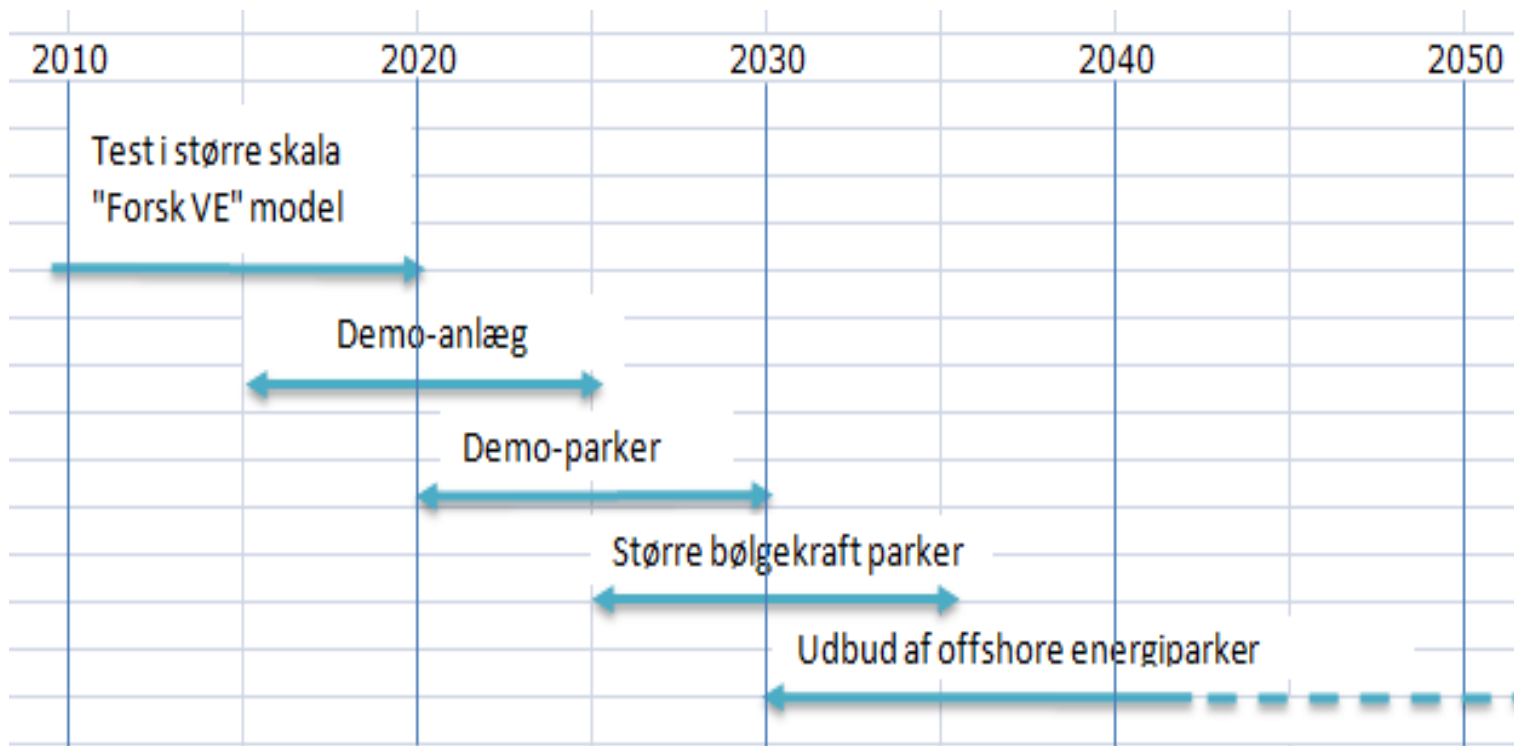 2010 2020 2030 2040 2050
Test i større skala
"Forsk VE" model
Demo-anlæg
Demo-parker
Større bølgekraft parker
Udbud af offshore energiparker